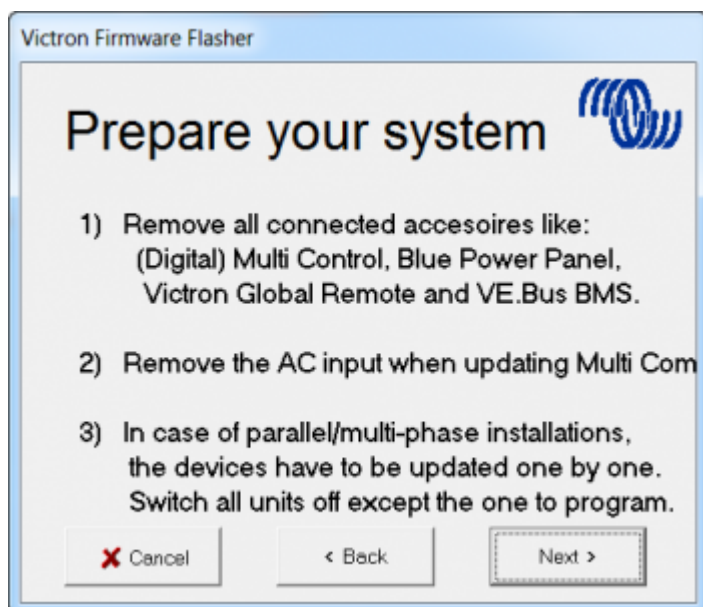 Victron Firmware Flasher
Prepare your system
1) Remove all connected accesoires like:
(Digital) Multi Control, Blue Power Panel,
Victron Global Remote and VE.Bus BMS.
2) Remove the AC input when updating Multi Com
3) In case of parallel/multi-phase installations,
the devices have to be updated one by one.
Switch all units off except the one to program.
Cancel
< Back
Next >